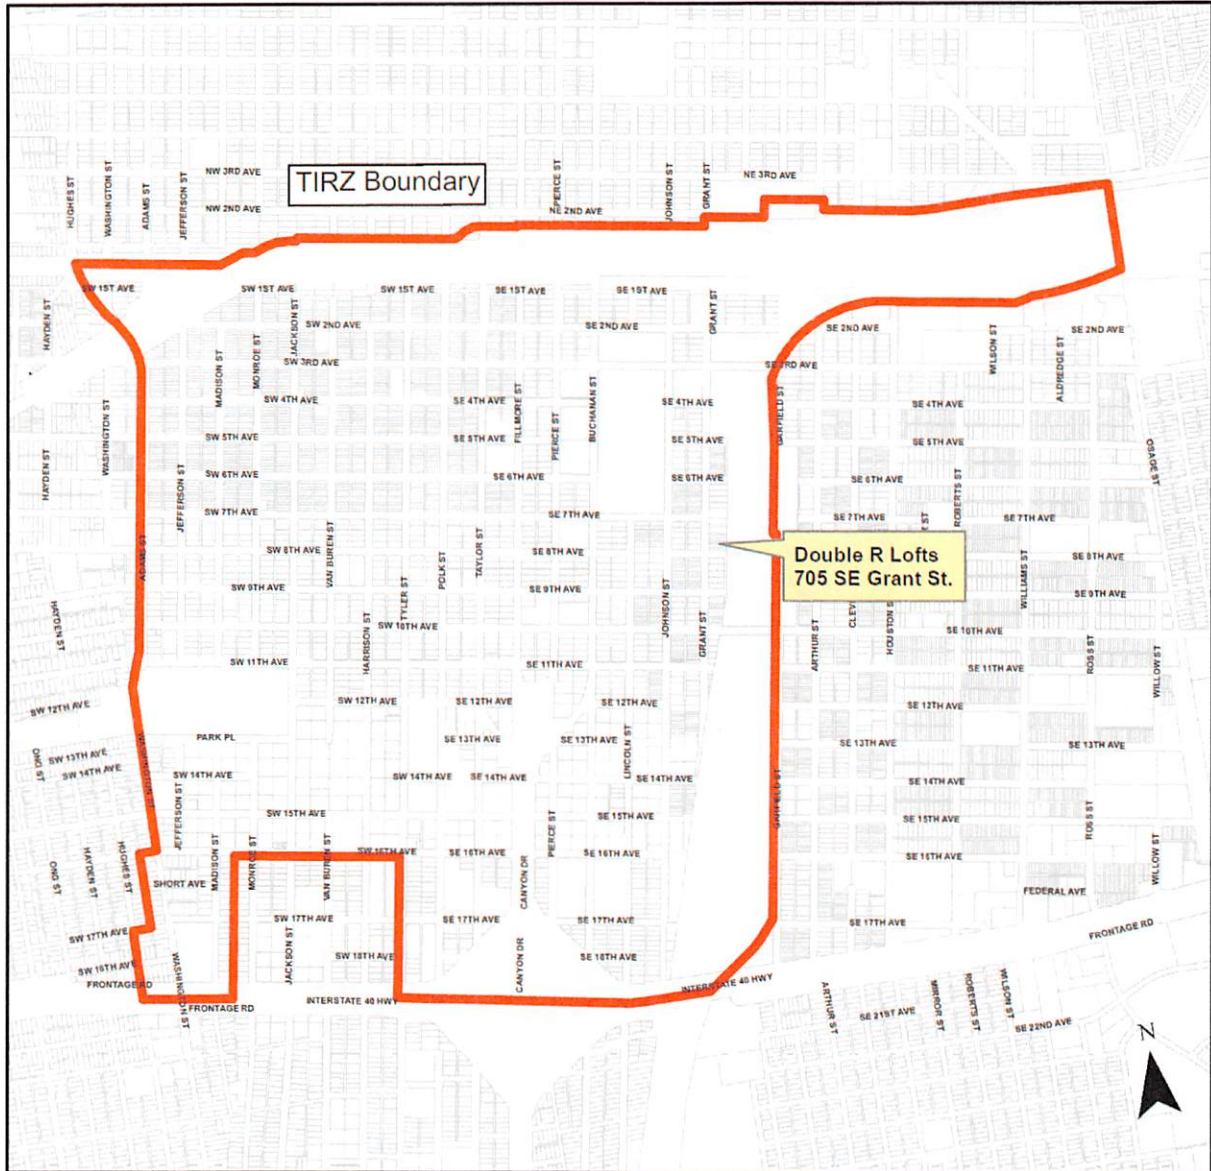 NW 3RD AVE
TIRZ Boundary
NE 3RD AVE
HUGHES ST
WASHINGTON ST
ADAMS ST
JEFFERSON ST
PIERCE ST
JOHNSON ST
GRANT ST
NW 2ND AVE
NE 2ND AVE
SW 1ST AVE
SW 1ST AVE
SW 1ST AVE
SE 1ST AVE
SE 1ST AVE
HAYDEN ST
JACKSON ST
GRANT ST
SW 2ND AVE
SE 2ND AVE
SE 2ND AVE
SE 2ND AVE
MADISON ST
MONROE ST
SW 3RD AVE
SE 3RD AVE
WILSON ST
ALDREDGE ST
SW 4TH AVE
SE 4TH AVE
SE 4TH AVE
SE 4TH AVE
WASHINGTON ST
FILLMORE ST
BUCHANAN ST
GARFIELD ST
SW 5TH AVE
SE 5TH AVE
PIERCE ST
SE 5TH AVE
SE 5TH AVE
HAYDEN ST
JEFFERSON ST
SW 6TH AVE
SE 6TH AVE
SE 6TH AVE
SE 6TH AVE
OSAGE ST
ROBERTS ST
SW 7TH AVE
SE 7TH AVE
SE 7TH AVE
SE 7TH AVE
ADAMS ST
SW 8TH AVE
VAN BUREN ST
TAYLOR ST
SE 8TH AVE
Double R Lofts
705 SE Grant St.
SE 8TH AVE
SW 9TH AVE
POLK ST
SE 9TH AVE
WILLIAMS ST
SE 9TH AVE
TYLER ST
JOHNSON ST
HAYDEN ST
SW 10TH AVE
HOUSTON S
SE 10TH AVE
HARRISON ST
GRANT ST
ARTHUR ST
SW 11TH AVE
SE 11TH AVE
SE 11TH AVE
ROSS ST
WILLOW ST
SW 12TH AVE
SW 12TH AVE
SE 12TH AVE
SE 12TH AVE
SE 12TH AVE
PARK PL
SE 13TH AVE
SE 13TH AVE
LINCOLN ST
SE 13TH AVE
SE 13TH AVE
SW 13TH AVE
ONG ST
SW 14TH AVE
WASHINGTON ST
SW 14TH AVE
SW 14TH AVE
SE 14TH AVE
SE 14TH AVE
SE 14TH AVE
GARFIELD ST
JEFFERSON ST
SW 15TH AVE
SE 15TH AVE
SE 15TH AVE
ROSS ST
HUGHES ST
HAYDEN ST
ONG ST
MADISON ST
MONROE ST
VAN BUREN ST
SW 16TH AVE
SE 16TH AVE
PIERCE ST
SE 16TH AVE
SE 16TH AVE
WILLOW ST
SHORT AVE
CANYON DR
FEDERAL AVE
SW 17TH AVE
SW 17TH AVE
SE 17TH AVE
SE 17TH AVE
SE 17TH AVE
FRONTAGE RD
SW 18TH AVE
JACKSON ST
SW 18TH AVE
CANYON DR
SE 18TH AVE
FRONTAGE RD
WASHINGTON ST
FRONTAGE RD
INTERSTATE 40 HWY
INTERSTATE 40 HWY
ARTHUR ST
SE 21ST AVE
MIRROR ST
ROBERTS ST
WILSON ST
SE 22ND AVE
N